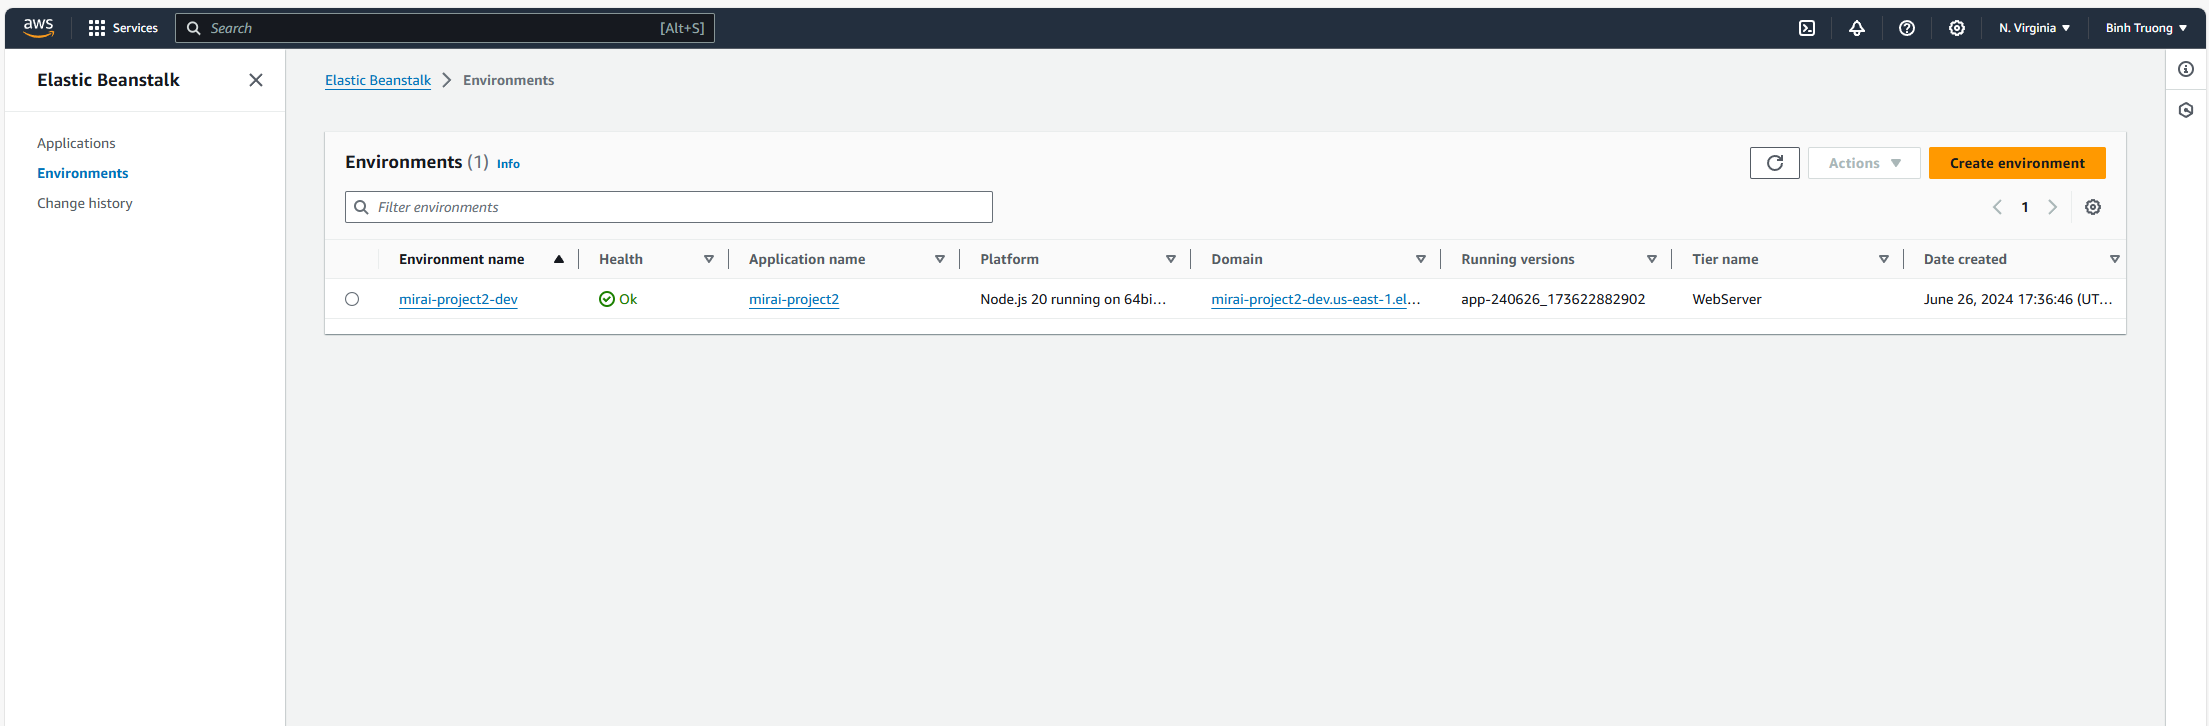 aws Services Search [Alt+S] N. Virginia Binh Truong
Elastic Beanstalk
Applications
Environments
Change history
Elastic Beanstalk Environments
Environments (1) Info
Actions Create environment
Filter environments
1
Environment name Health Application name Platform Domain Running versions Tier name Date created
mirai-project2-dev Ok mirai-project2 Node.js 20 running on 64bi… mirai-project2-dev.us-east-1.el… app-240626_173622882902 WebServer June 26, 2024 17:36:46 (UT…